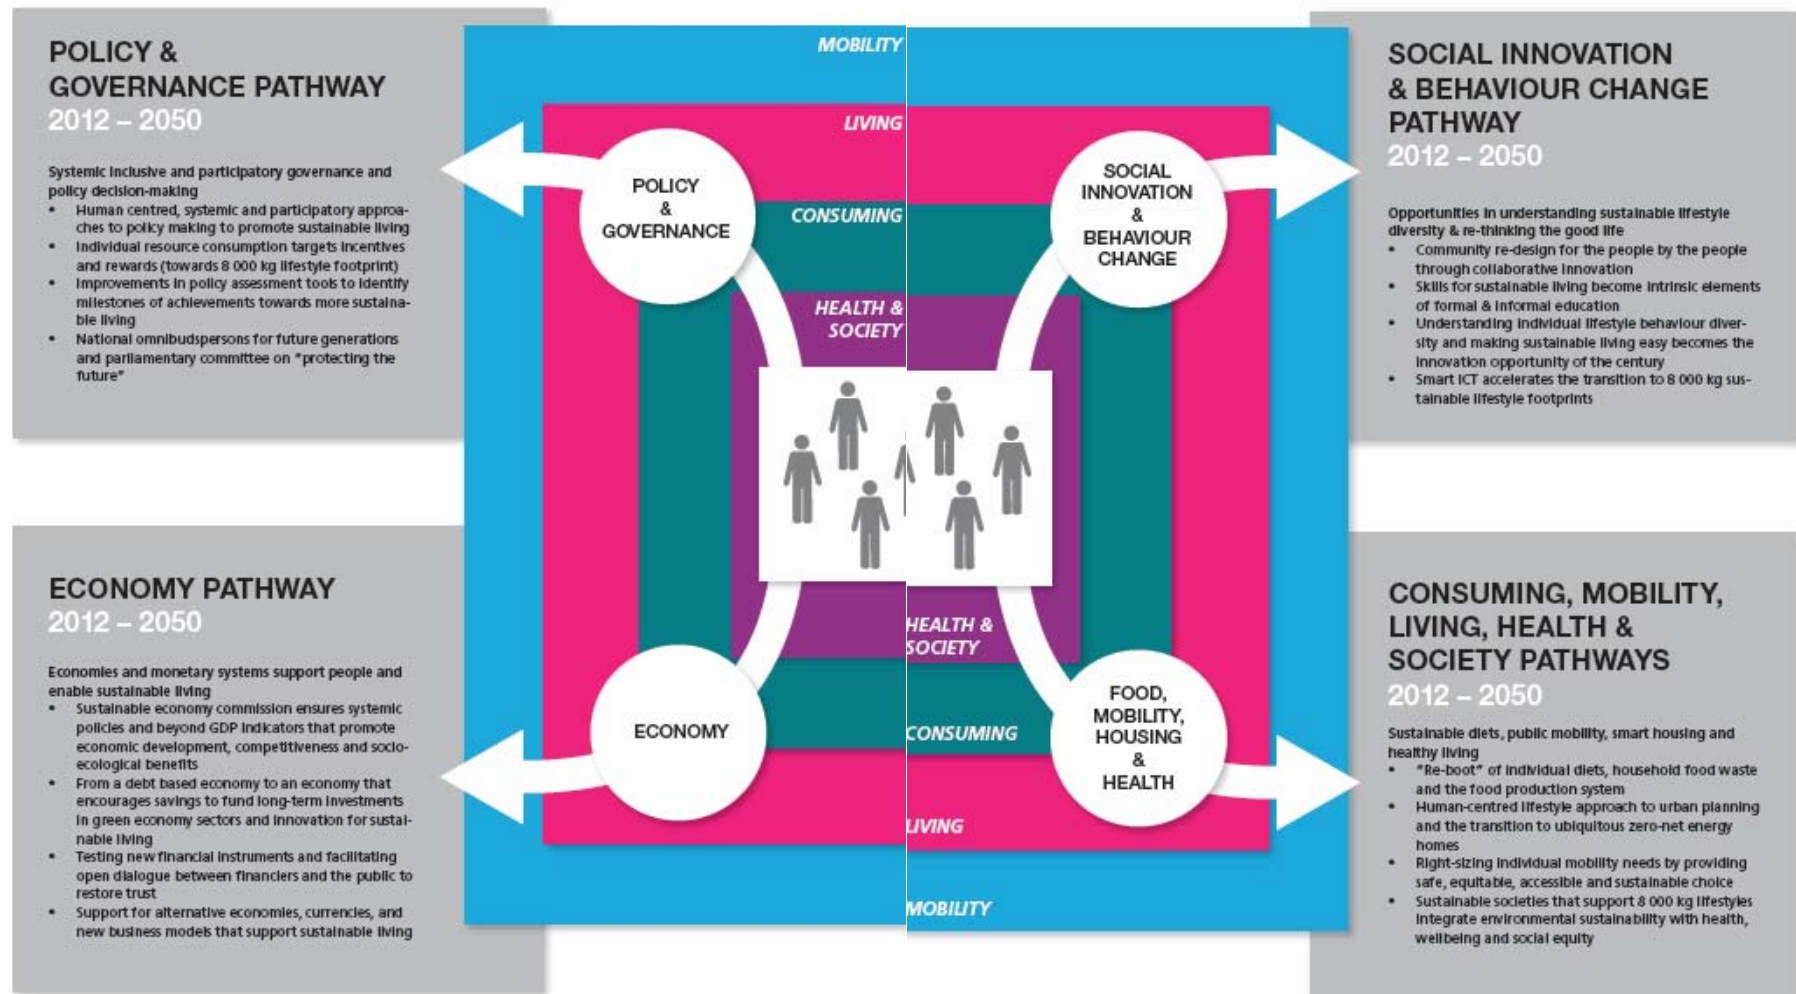 POLICY &
GOVERNANCE PATHWAY
2012 – 2050
Systemic inclusive and participatory governance and
policy decision-making
• Human centred, systemic and participatory approa-
ches to policy making to promote sustainable living
• Individual resource consumption targets incentives
and rewards (towards 8 000 kg lifestyle footprint)
• Improvements in policy assessment tools to identify
milestones of achievements towards more sustaina-
ble living
• National omnibudspersons for future generations
and parliamentary committee on "protecting the
future"
ECONOMY PATHWAY
2012 – 2050
Economies and monetary systems support people and
enable sustainable living
• Sustainable economy commission ensures systemic
policies and beyond GDP indicators that promote
economic development, competitiveness and socio-
ecological benefits
• From a debt based economy to an economy that
encourages savings to fund long-term investments
in green economy sectors and innovation for sustai-
nable living
• Testing new financial instruments and facilitating
open dialogue between financiers and the public to
restore trust
• Support for alternative economies, currencies, and
new business models that support sustainable living
MOBILITY
LIVING
CONSUMING
HEALTH &
SOCIETY
POLICY
&
GOVERNANCE
SOCIAL
INNOVATION
&
BEHAVIOUR
CHANGE
ECONOMY
FOOD,
MOBILITY,
HOUSING
&
HEALTH
HEALTH &
SOCIETY
CONSUMING
LIVING
MOBILITY
SOCIAL INNOVATION
& BEHAVIOUR CHANGE
PATHWAY
2012 – 2050
Opportunities in understanding sustainable lifestyle
diversity & re-thinking the good life
• Community re-design for the people by the people
through collaborative innovation
• Skills for sustainable living become intrinsic elements
of formal & informal education
• Understanding individual lifestyle behaviour diver-
sity and making sustainable living easy becomes the
innovation opportunity of the century
• Smart ICT accelerates the transition to 8 000 kg sus-
tainable lifestyle footprints
CONSUMING, MOBILITY,
LIVING, HEALTH &
SOCIETY PATHWAYS
2012 – 2050
Sustainable diets, public mobility, smart housing and
healthy living
• "Re-boot" of individual diets, household food waste
and the food production system
• Human-centred lifestyle approach to urban planning
and the transition to ubiquitous zero-net energy
homes
• Right-sizing individual mobility needs by providing
safe, equitable, accessible and sustainable choice
• Sustainable societies that support 8 000 kg lifestyles
integrate environmental sustainability with health,
wellbeing and social equity